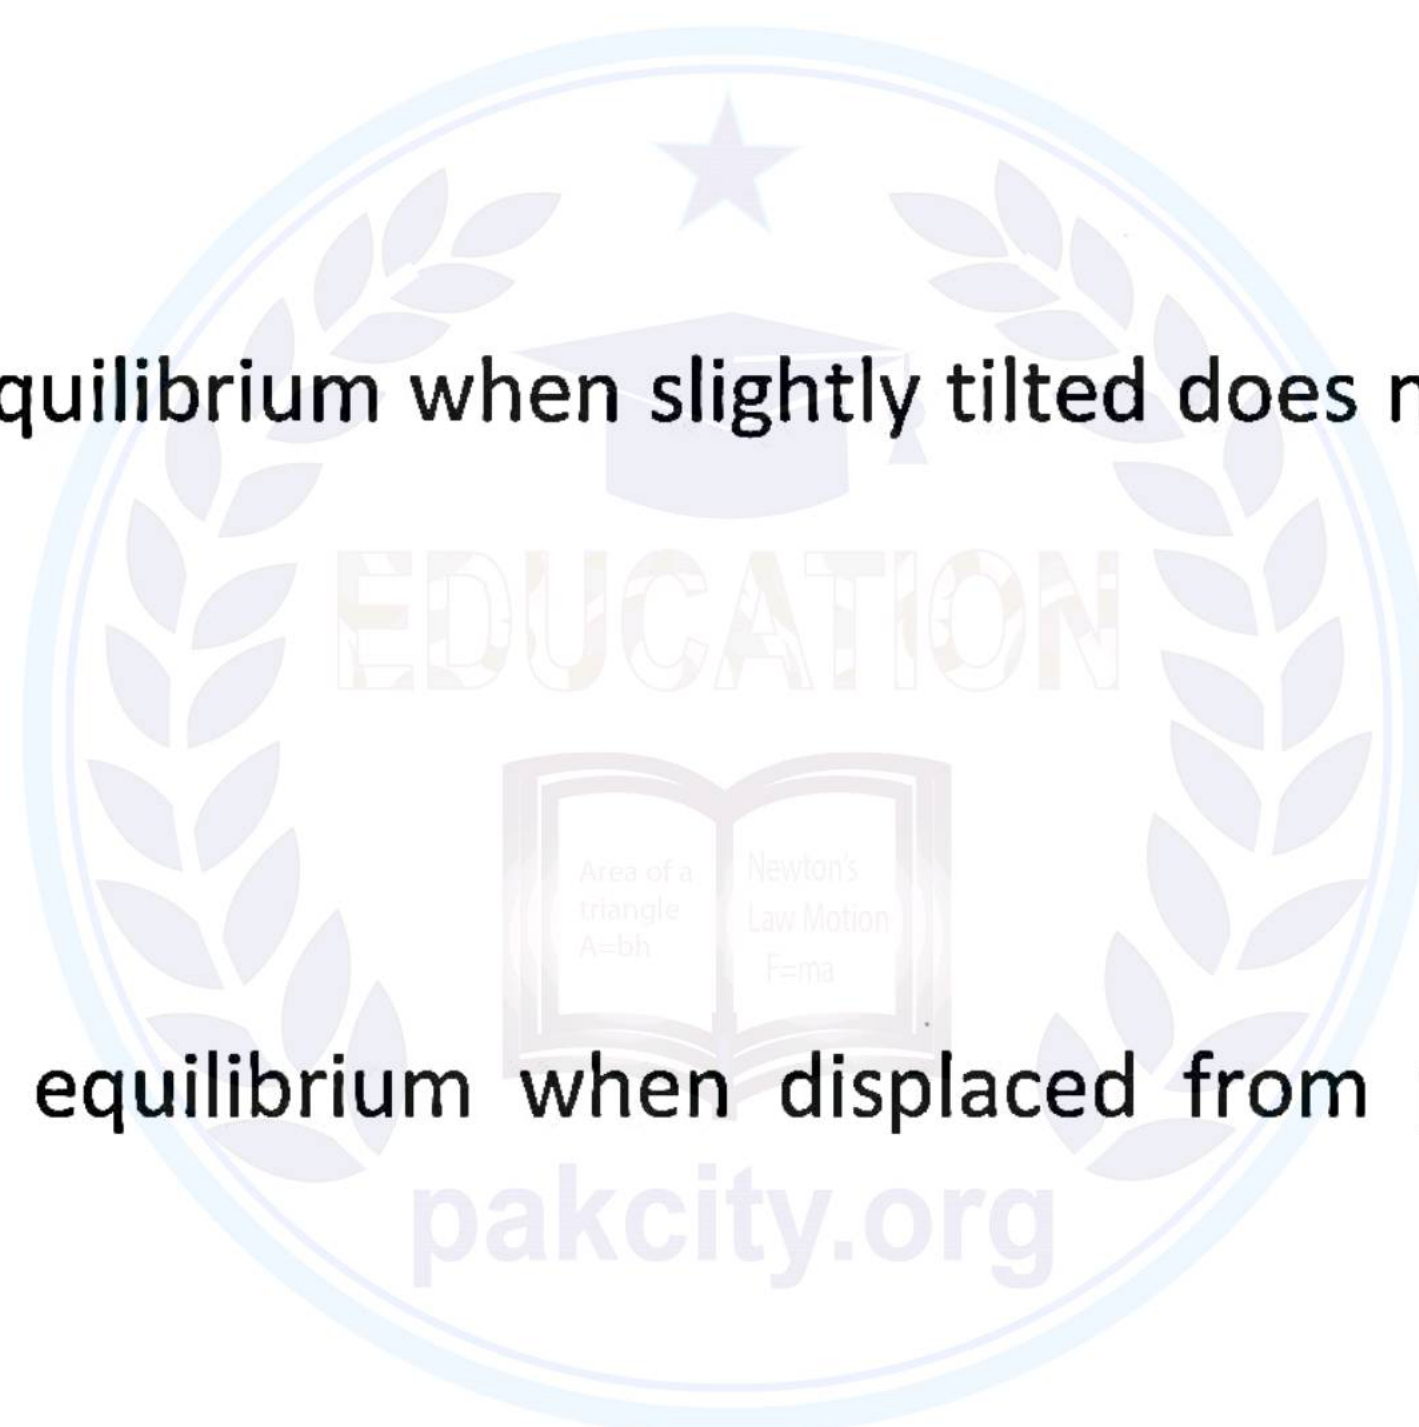 quilibrium when slightly tilted does
EDUCATION
Area of a
triangle
A=bh
Newton's
Law Motion
F=ma
equilibrium when displaced from
pakcity.org